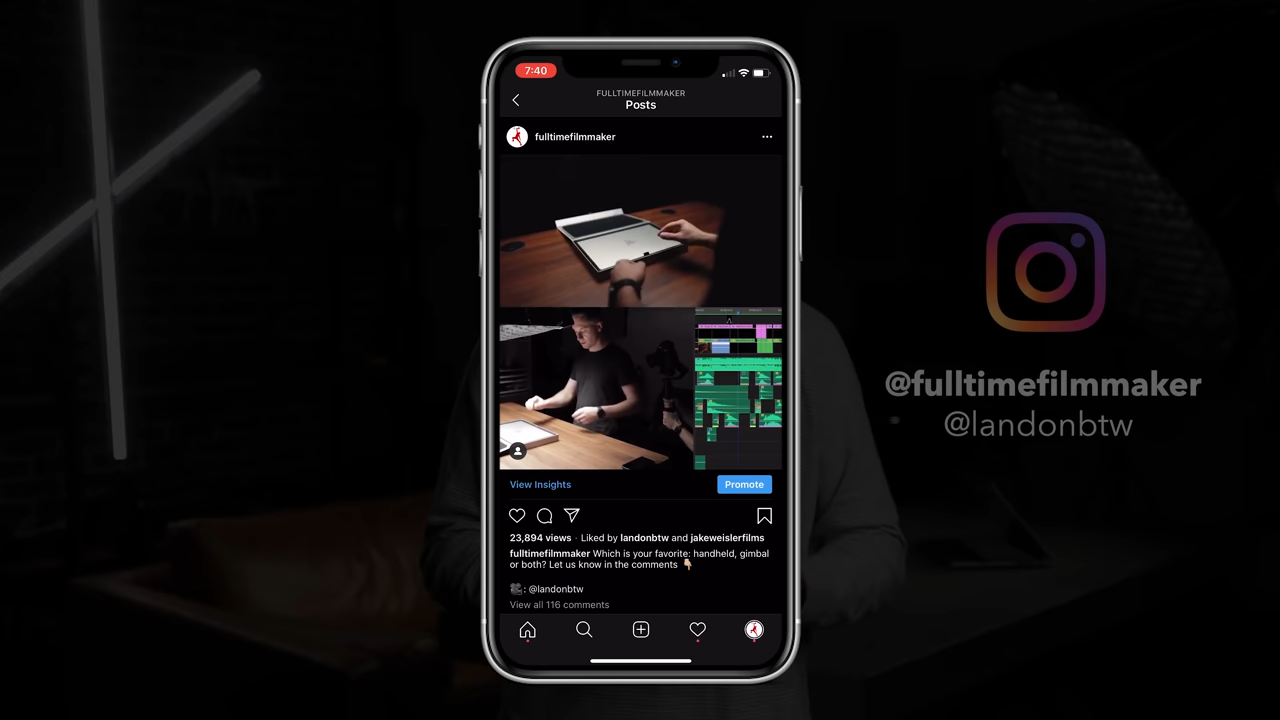 7:40
FULLTIMEFILMMAKER
Posts
fulltimefilmmaker
View Insights
Promote
23,894 views · Liked by landonbtw and jakeweislerfilms
fulltimefilmmaker Which is your favorite: handheld, gimbal
or both? Let us know in the comments 👇🏼
: @landonbtw
View all 116 comments
@fulltimefilmmaker
@landonbtw